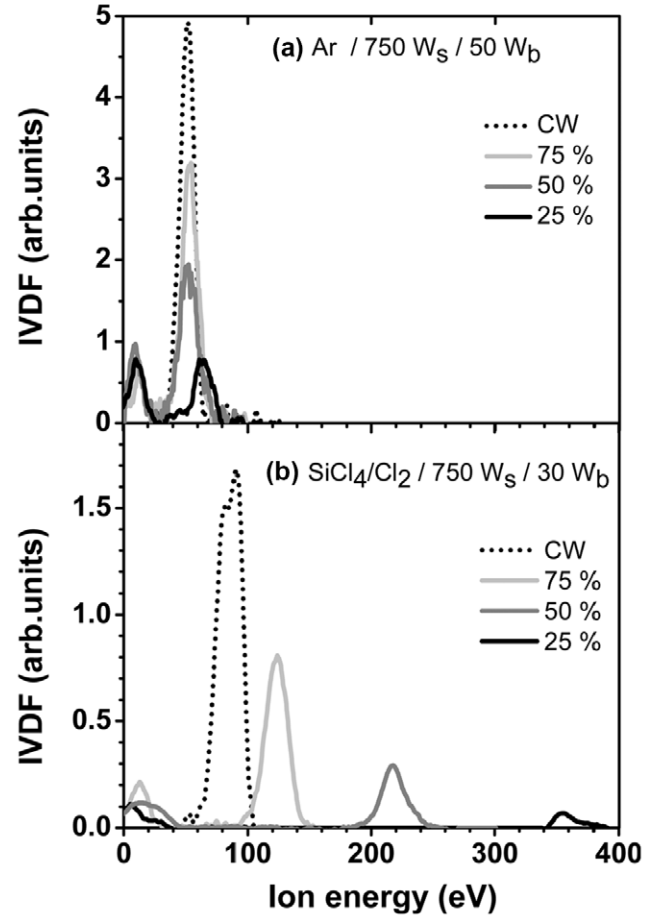 5
(a) Ar / 750 Ws / 50 Wb
4
CW
75 %
50 %
25 %
3
2
1
0
IVDF (arb.units)
(b) SiCl4/Cl2 / 750 Ws / 30 Wb
1.5
CW
75 %
50 %
25 %
1.0
0.5
0.0
IVDF (arb.units)
0 100 200 300 400
Ion energy (eV)